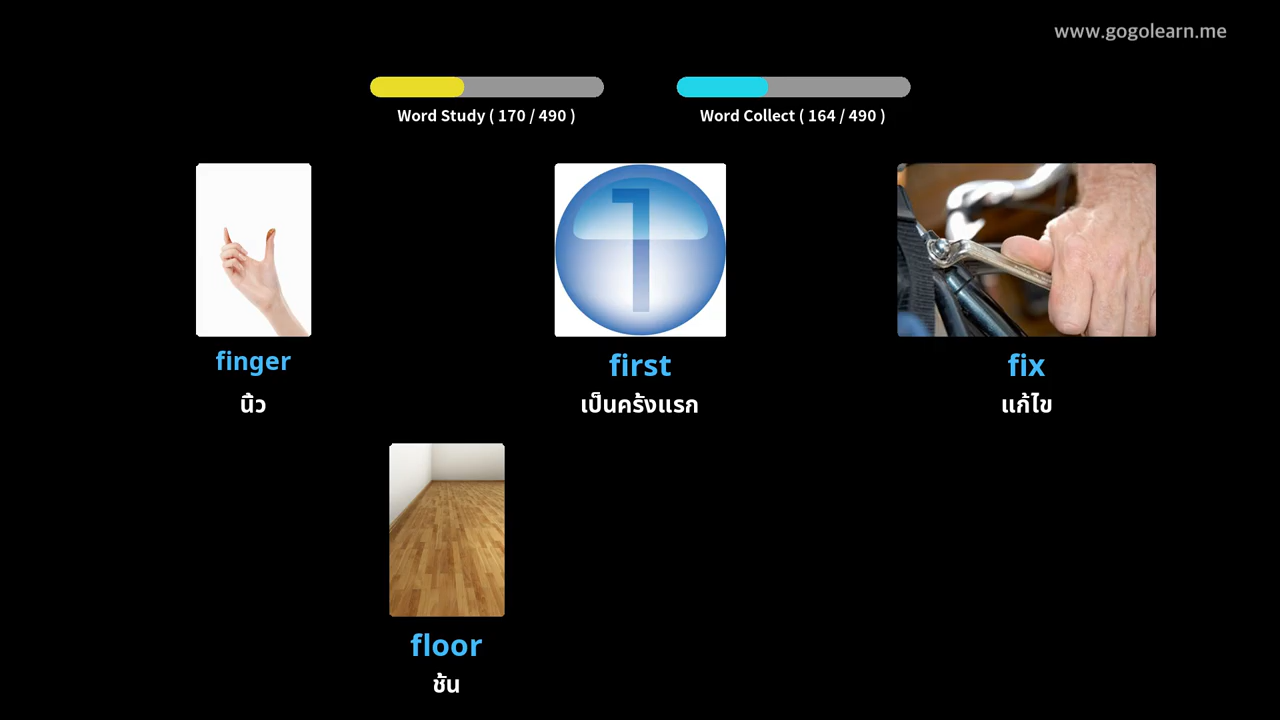 www.gogolearn.me
Word Study ( 170 / 490 )
Word Collect ( 164 / 490 )
1
finger
นิ้ว
first
เป็นครั้งแรก
fix
แก้ไข
floor
ชั้น